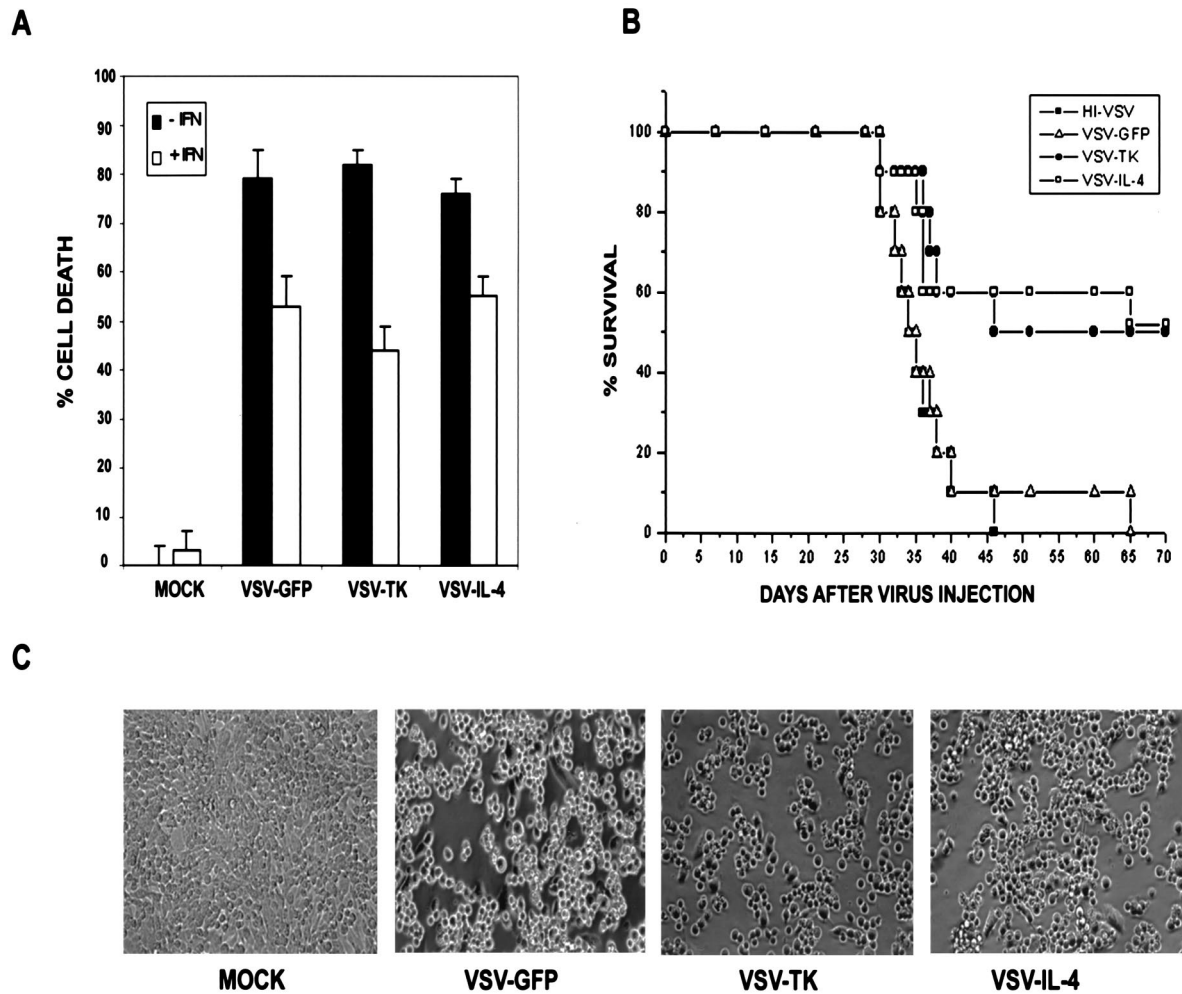 A
100
90
80
70
60
50
40
30
20
10
0
% CELL DEATH
- IFN
+ IFN
MOCK
VSV-GFP
VSV-TK
VSV-IL-4
B
100
80
60
40
20
0
% SURVIVAL
HI-VSV
VSV-GFP
VSV-TK
VSV-IL-4
0 5 10 15 20 25 30 35 40 45 50 55 60 65 70
DAYS AFTER VIRUS INJECTION
C
MOCK
VSV-GFP
VSV-TK
VSV-IL-4